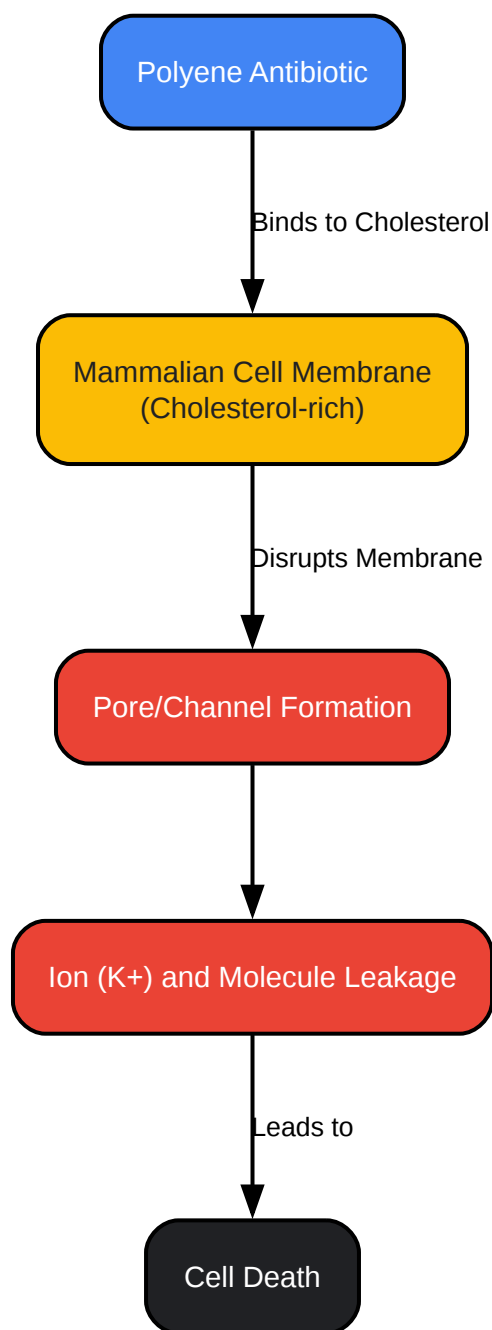 Polyene Antibiotic
Binds to Cholesterol
Mammalian Cell Membrane
(Cholesterol-rich)
Disrupts Membrane
Pore/Channel Formation
Ion (K+) and Molecule Leakage
Leads to
Cell Death